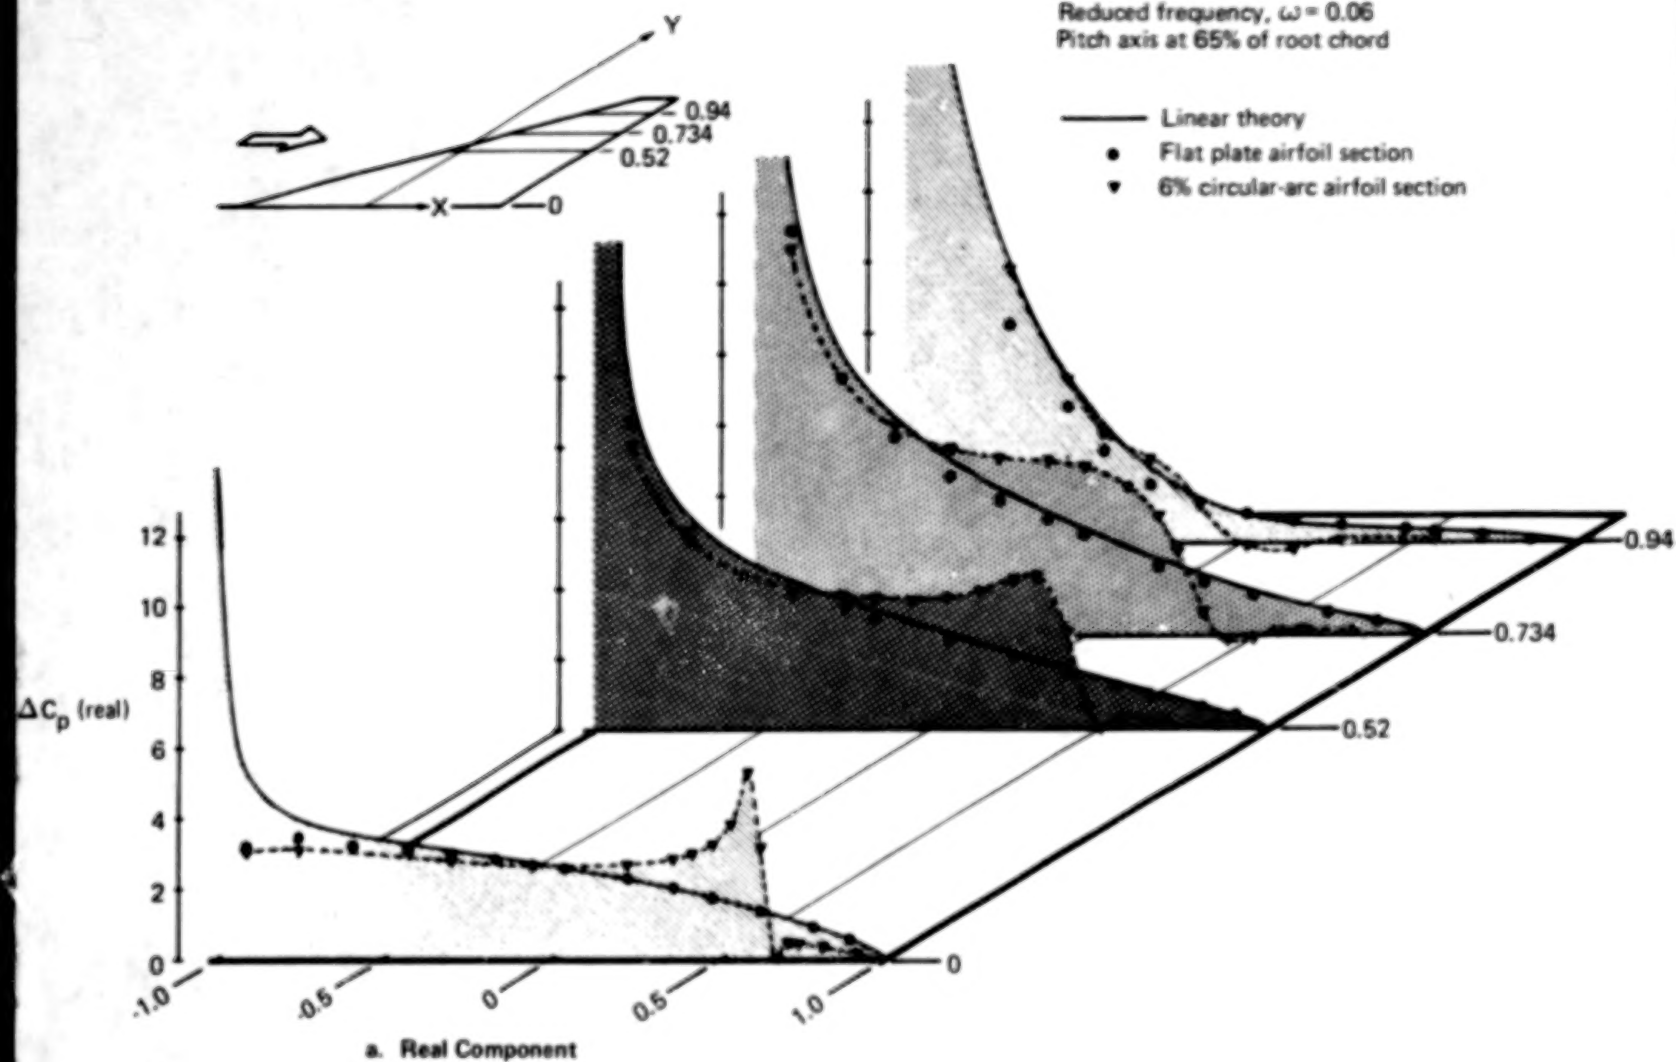 Reduced frequency, ω = 0.06
Pitch axis at 65% of root chord
Linear theory
Flat plate airfoil section
6% circular-arc airfoil section
Y
0.94
0.734
0.52
X
0
12
10
8
6
4
2
0
ΔCp (real)
-1.0
-0.5
0
0.5
1.0
0.94
0.734
0.52
0
a. Real Component